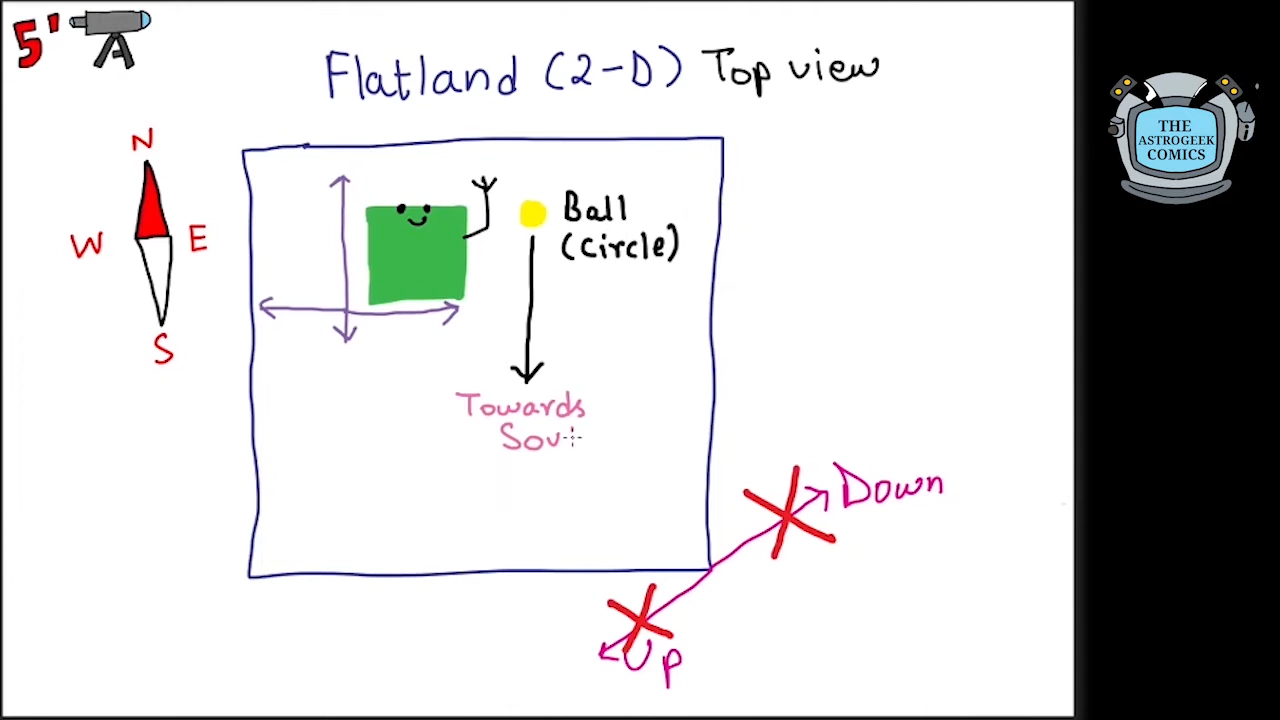 5'
Flatland (2-D) Top view
THE
ASTROGEEK
COMICS
N
W
E
S
Ball
(Circle)
Towards
Sou
Down
Up